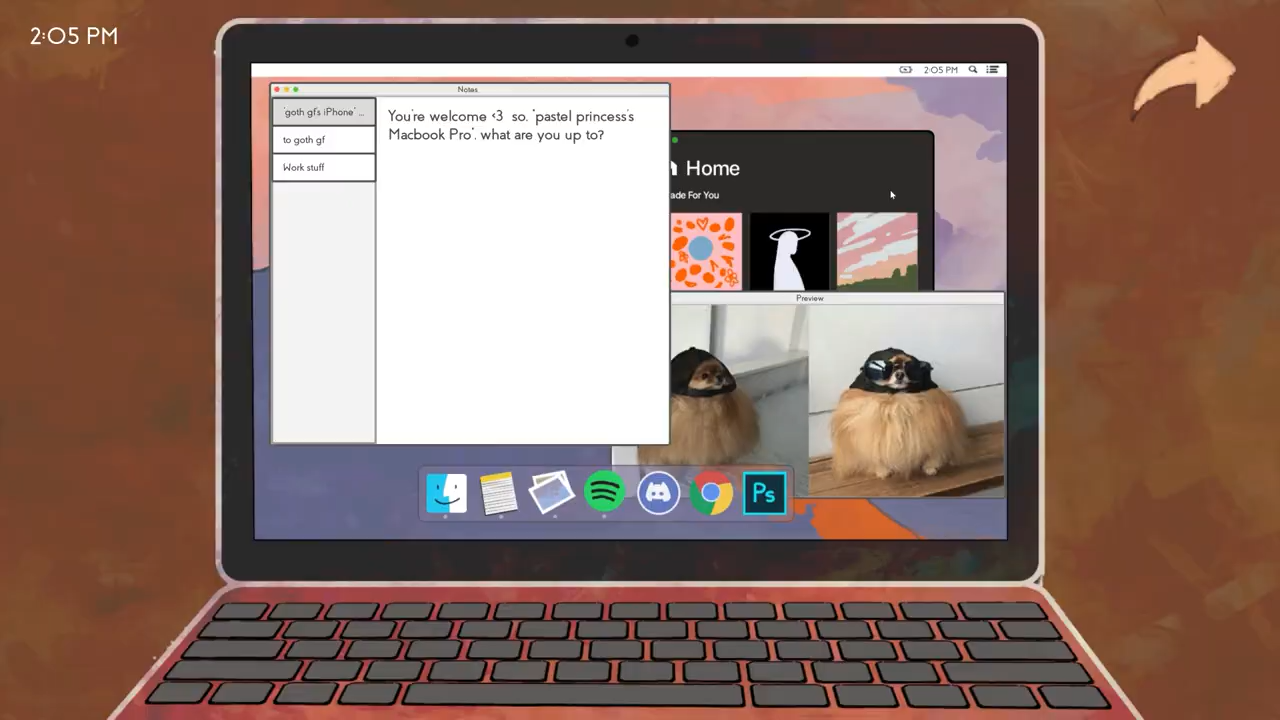 2:05 PM
2:05 PM
Notes
"goth gf's iPhone" ...
to goth gf
Work stuff
You're welcome <3 so. "pastel princess's
Macbook Pro". what are you up to?
Home
ade For You
Preview
Ps